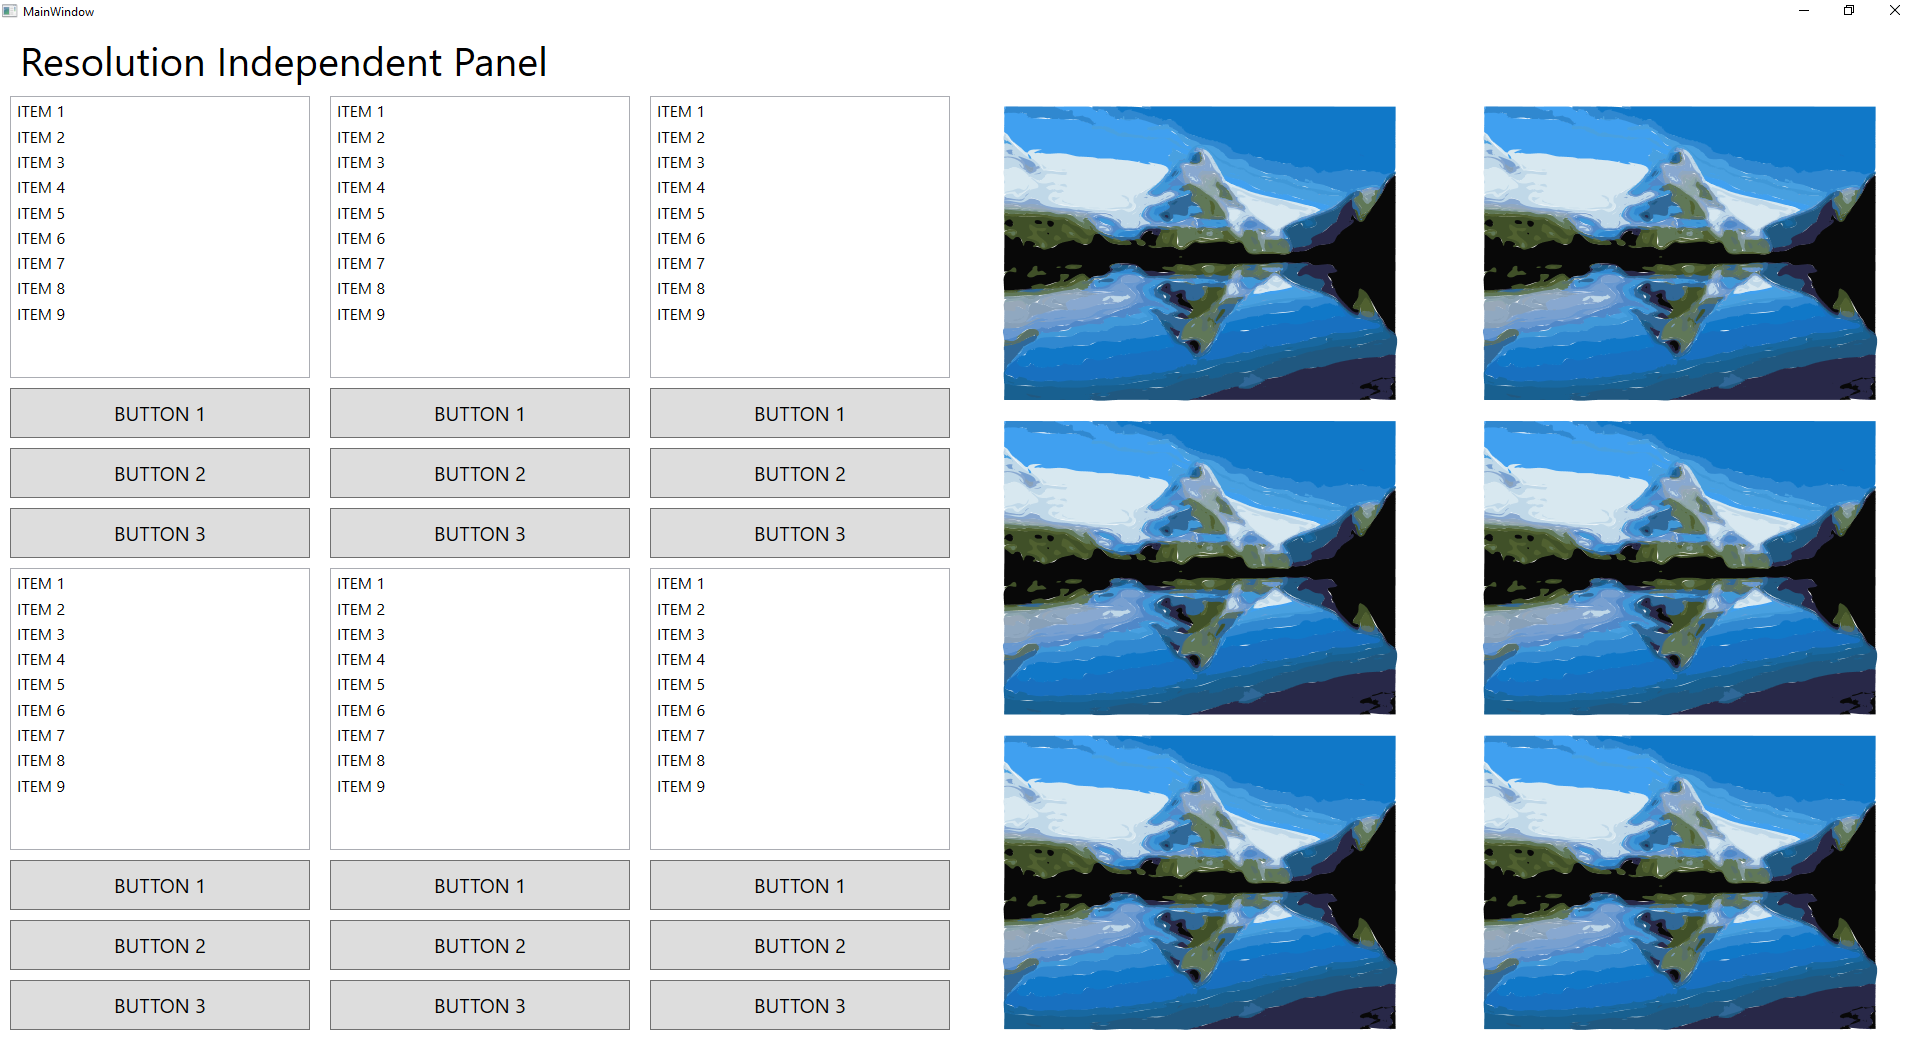 MainWindow
Resolution Independent Panel
ITEM 1 ITEM 1 ITEM 1
ITEM 2 ITEM 2 ITEM 2
ITEM 3 ITEM 3 ITEM 3
ITEM 4 ITEM 4 ITEM 4
ITEM 5 ITEM 5 ITEM 5
ITEM 6 ITEM 6 ITEM 6
ITEM 7 ITEM 7 ITEM 7
ITEM 8 ITEM 8 ITEM 8
ITEM 9 ITEM 9 ITEM 9
BUTTON 1 BUTTON 1 BUTTON 1
BUTTON 2 BUTTON 2 BUTTON 2
BUTTON 3 BUTTON 3 BUTTON 3
ITEM 1 ITEM 1 ITEM 1
ITEM 2 ITEM 2 ITEM 2
ITEM 3 ITEM 3 ITEM 3
ITEM 4 ITEM 4 ITEM 4
ITEM 5 ITEM 5 ITEM 5
ITEM 6 ITEM 6 ITEM 6
ITEM 7 ITEM 7 ITEM 7
ITEM 8 ITEM 8 ITEM 8
ITEM 9 ITEM 9 ITEM 9
BUTTON 1 BUTTON 1 BUTTON 1
BUTTON 2 BUTTON 2 BUTTON 2
BUTTON 3 BUTTON 3 BUTTON 3